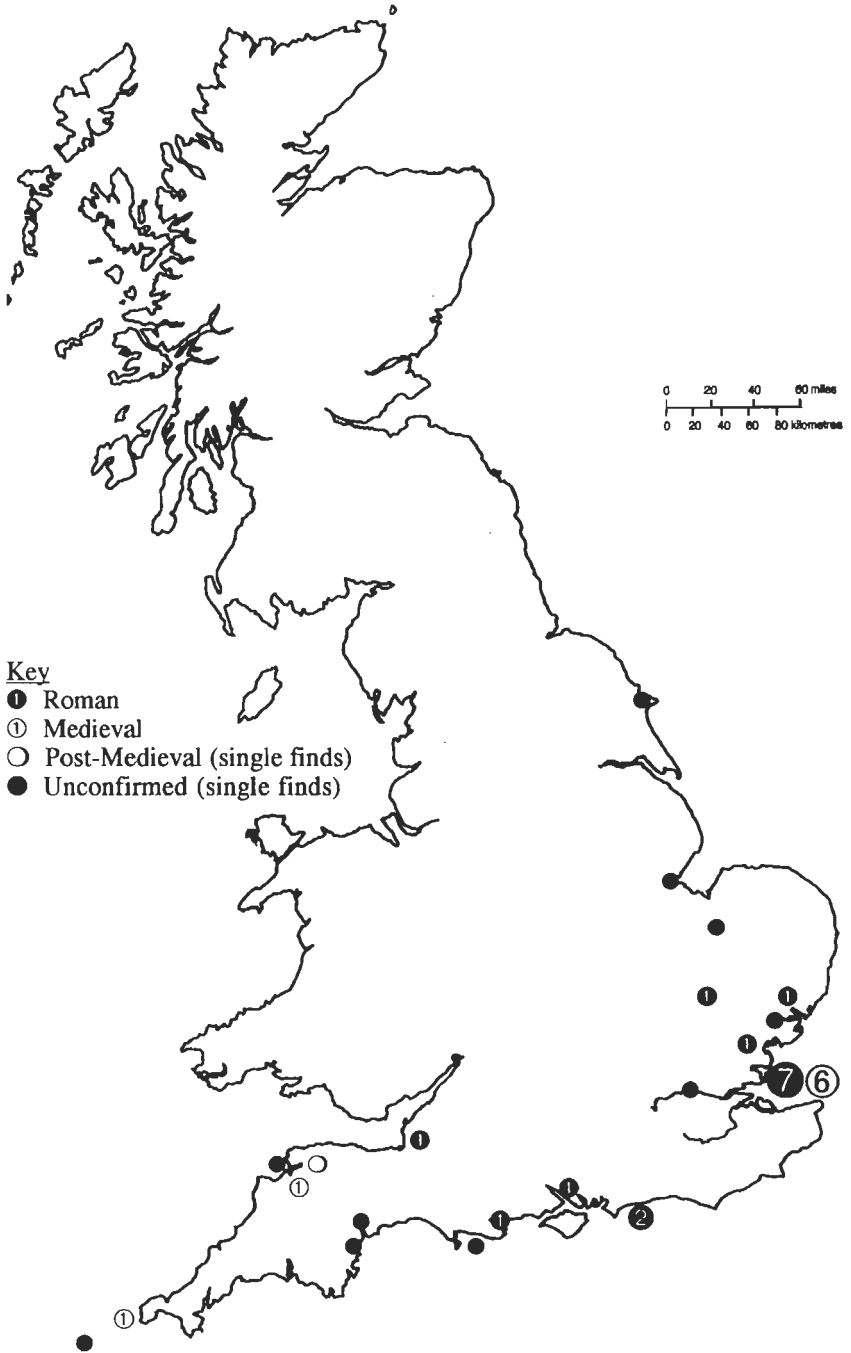 0 20 40 60 miles
0 20 40 60 80 kilometres
Key
1 Roman
1 Medieval
Post-Medieval (single finds)
Unconfirmed (single finds)
1 1
1
7 6
1
1
1
1 2
1